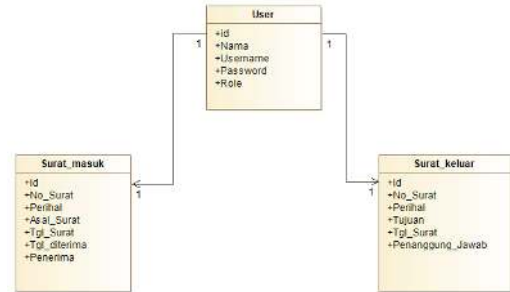 User
+id
+Nama
+Username
+Password
+Role
1
1
Surat_masuk
+id
+No_Surat
+Perihal
+Asal_Surat
+Tgl_Surat
+Tgl_diterima
+Penerima
1
Surat_keluar
+id
+No_Surat
+Perihal
+Tujuan
+Tgl_Surat
+Penanggung_Jawab
1